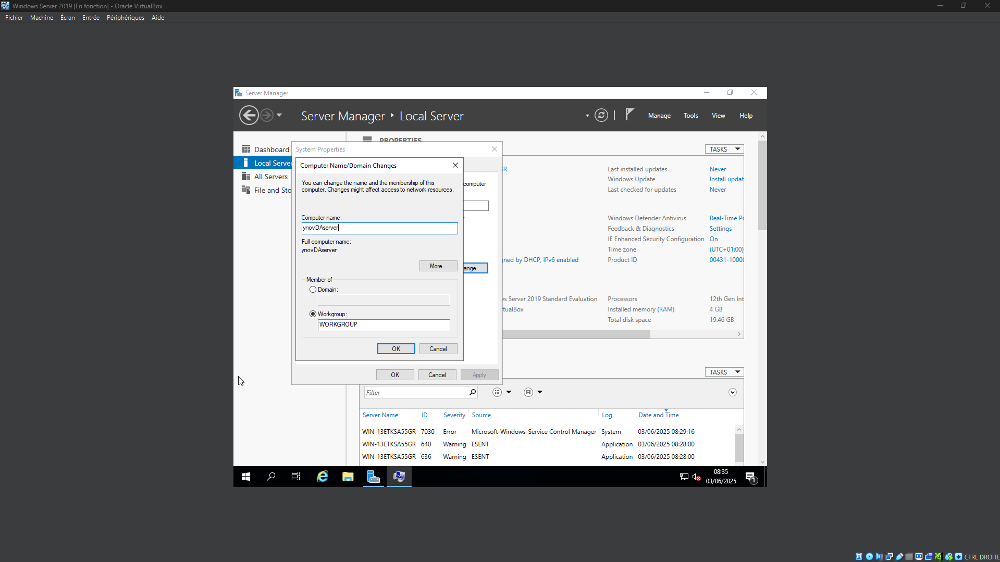 Windows Server 2019 [En fonction] - Oracle VirtualBox
Fichier Machine Écran Entrée Périphériques Aide
Server Manager
Server Manager Local Server
Manage Tools View Help
PROPERTIES
Dashboard
Local Server
All Servers
File and Sto
TASKS
System Properties
Computer Name/Domain Changes
You can change the name and the membership of this
computer. Changes might affect access to network resources.
Computer name:
ynovDAserver
Full computer name:
ynovDAserver
More...
Member of
Domain:
Workgroup:
WORKGROUP
OK Cancel
computer
ange...
OK Cancel Apply
Last installed updates Never
Windows Update Install updat
Last checked for updates Never
Windows Defender Antivirus Real-Time Pr
Feedback & Diagnostics Settings
IE Enhanced Security Configuration On
Time zone (UTC+01:00)
ned by DHCP, IPv6 enabled Product ID 00431-1000
s Server 2019 Standard Evaluation Processors 12th Gen Int
tualBox Installed memory (RAM) 4 GB
Total disk space 19.46 GB
TASKS
Filter
Server Name ID Severity Source Log Date and Time
WIN-13ETKSA55GR 7030 Error Microsoft-Windows-Service Control Manager System 03/06/2025 08:29:16
WIN-13ETKSA55GR 640 Warning ESENT Application 03/06/2025 08:28:00
WIN-13ETKSA55GR 636 Warning ESENT Application 03/06/2025 08:28:00
08:35
03/06/2025
1
CTRL DROITE